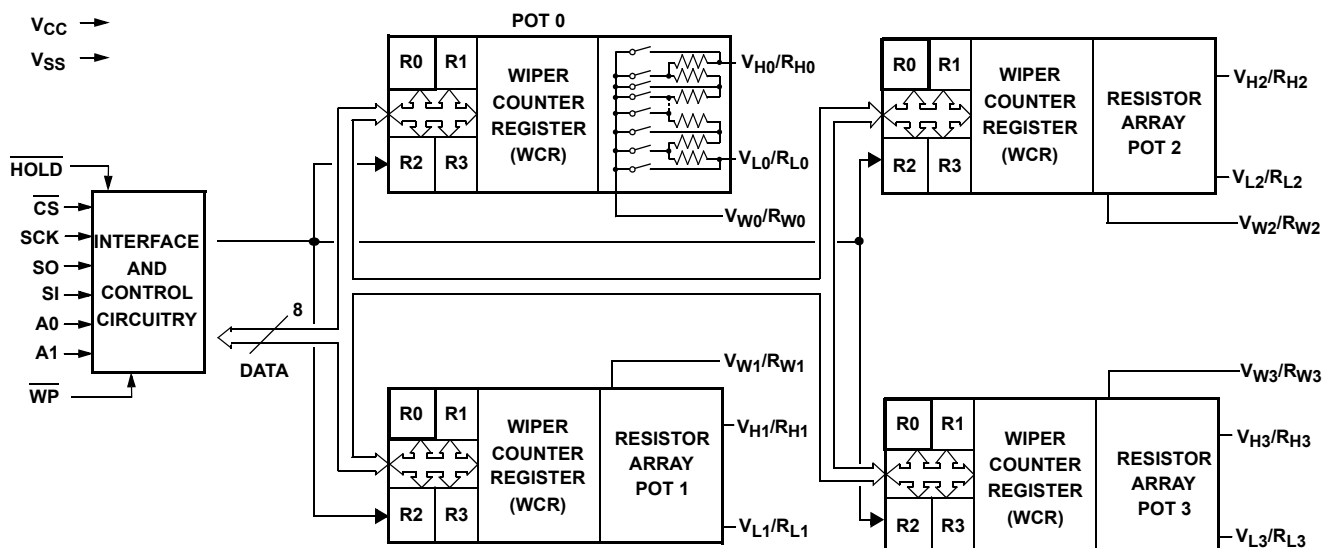 VCC
VSS
HOLD
CS
SCK
SO
SI
A0
A1
WP
INTERFACE
AND
CONTROL
CIRCUITRY
8
DATA
POT 0
R0 R1
R2 R3
WIPER
COUNTER
REGISTER
(WCR)
VH0/RH0
VL0/RL0
VW0/RW0
R0 R1
R2 R3
WIPER
COUNTER
REGISTER
(WCR)
RESISTOR
ARRAY
POT 2
VH2/RH2
VL2/RL2
VW2/RW2
R0 R1
R2 R3
WIPER
COUNTER
REGISTER
(WCR)
RESISTOR
ARRAY
POT 1
VW1/RW1
VH1/RH1
VL1/RL1
R0 R1
R2 R3
WIPER
COUNTER
REGISTER
(WCR)
RESISTOR
ARRAY
POT 3
VW3/RW3
VH3/RH3
VL3/RL3